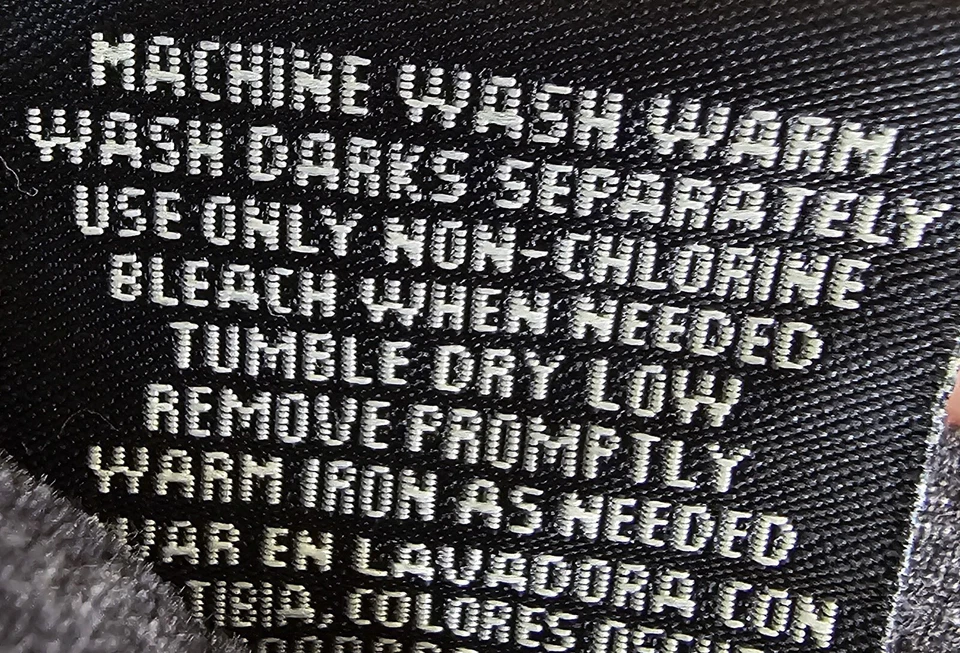 MACHINE WASH WARM
WASH DARKS SEPARATELY
USE ONLY NON-CHLORINE
BLEACH WHEN NEEDED
TUMBLE DRY LOW
REMOVE PROMPTLY
WARM IRON AS NEEDED
EN LAVADORA CON
TIBIA. COLORES